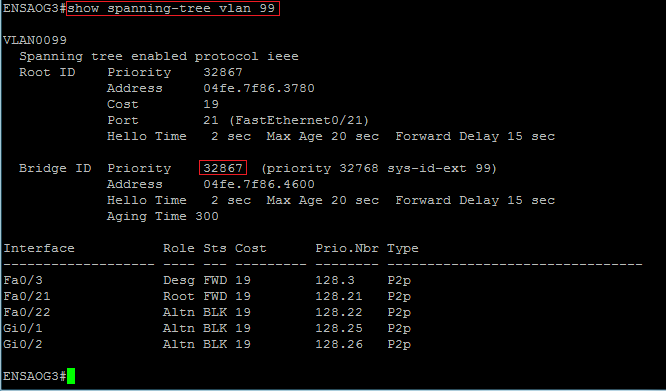 ENSAOG3#show spanning-tree vlan 99
VLAN0099
Spanning tree enabled protocol ieee
Root ID Priority 32867
Address 04fe.7f86.3780
Cost 19
Port 21 (FastEthernet0/21)
Hello Time 2 sec Max Age 20 sec Forward Delay 15 sec
Bridge ID Priority 32867 (priority 32768 sys-id-ext 99)
Address 04fe.7f86.4600
Hello Time 2 sec Max Age 20 sec Forward Delay 15 sec
Aging Time 300
Interface Role Sts Cost Prio.Nbr Type
------------------- ---- --- --------- -------- --------------------------------
Fa0/3 Desg FWD 19 128.3 P2p
Fa0/21 Root FWD 19 128.21 P2p
Fa0/22 Altn BLK 19 128.22 P2p
Gi0/1 Altn BLK 19 128.25 P2p
Gi0/2 Altn BLK 19 128.26 P2p
ENSAOG3#